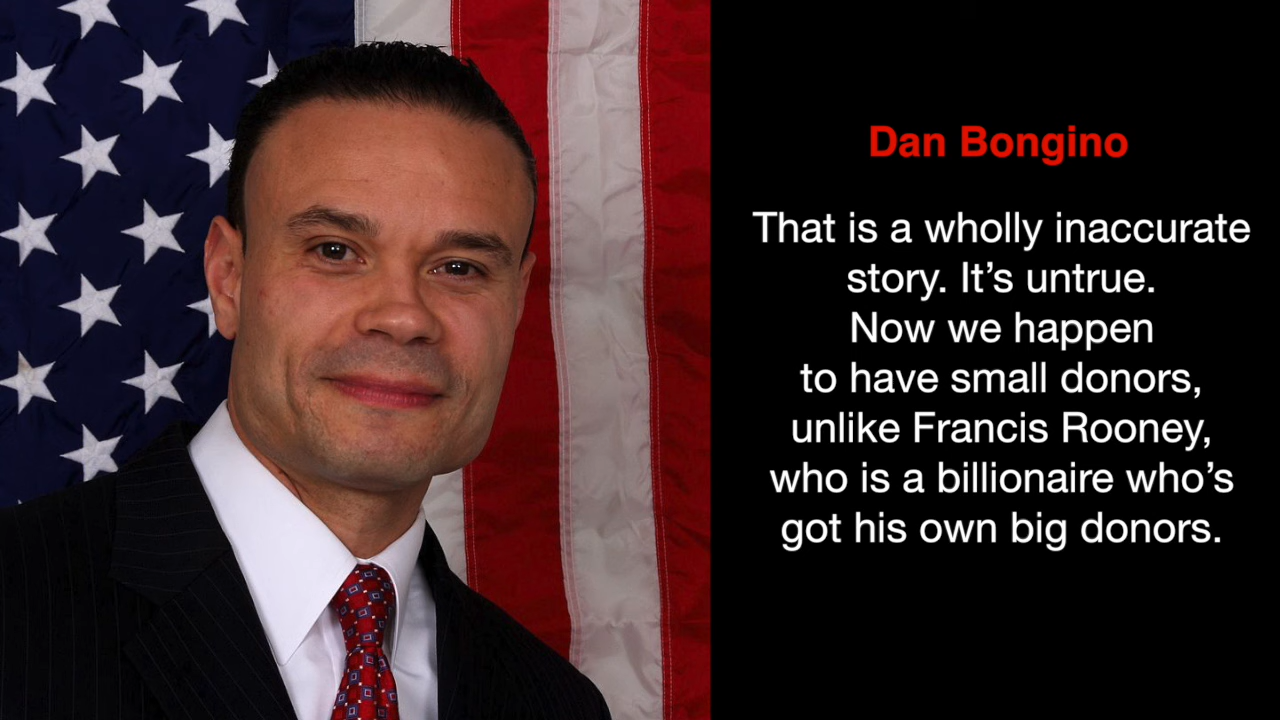 Dan Bongino
That is a wholly inaccurate
story. It’s untrue.
Now we happen
to have small donors,
unlike Francis Rooney,
who is a billionaire who’s
got his own big donors.